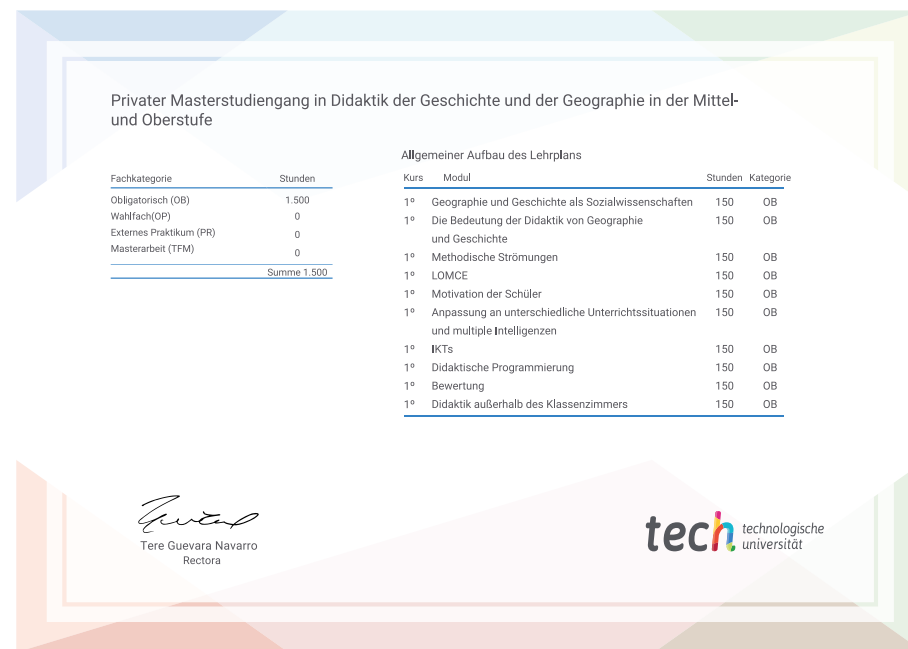 Privater Masterstudiengang in Didaktik der Geschichte und der Geographie in der Mittel-
und Oberstufe
Fachkategorie Stunden
Obligatorisch (OB) 1.500
Wahlfach(OP) 0
Externes Praktikum (PR) 0
Masterarbeit (TFM) 0
Summe 1.500
Allgemeiner Aufbau des Lehrplans
Kurs Modul Stunden Kategorie
1º Geographie und Geschichte als Sozialwissenschaften 150 OB
1º Die Bedeutung der Didaktik von Geographie 150 OB
und Geschichte
1º Methodische Strömungen 150 OB
1º LOMCE 150 OB
1º Motivation der Schüler 150 OB
1º Anpassung an unterschiedliche Unterrichtssituationen 150 OB
und multiple Intelligenzen
1º IKTs 150 OB
1º Didaktische Programmierung 150 OB
1º Bewertung 150 OB
1º Didaktik außerhalb des Klassenzimmers 150 OB
Tere Guevara Navarro
Rectora
tech technologische
universität